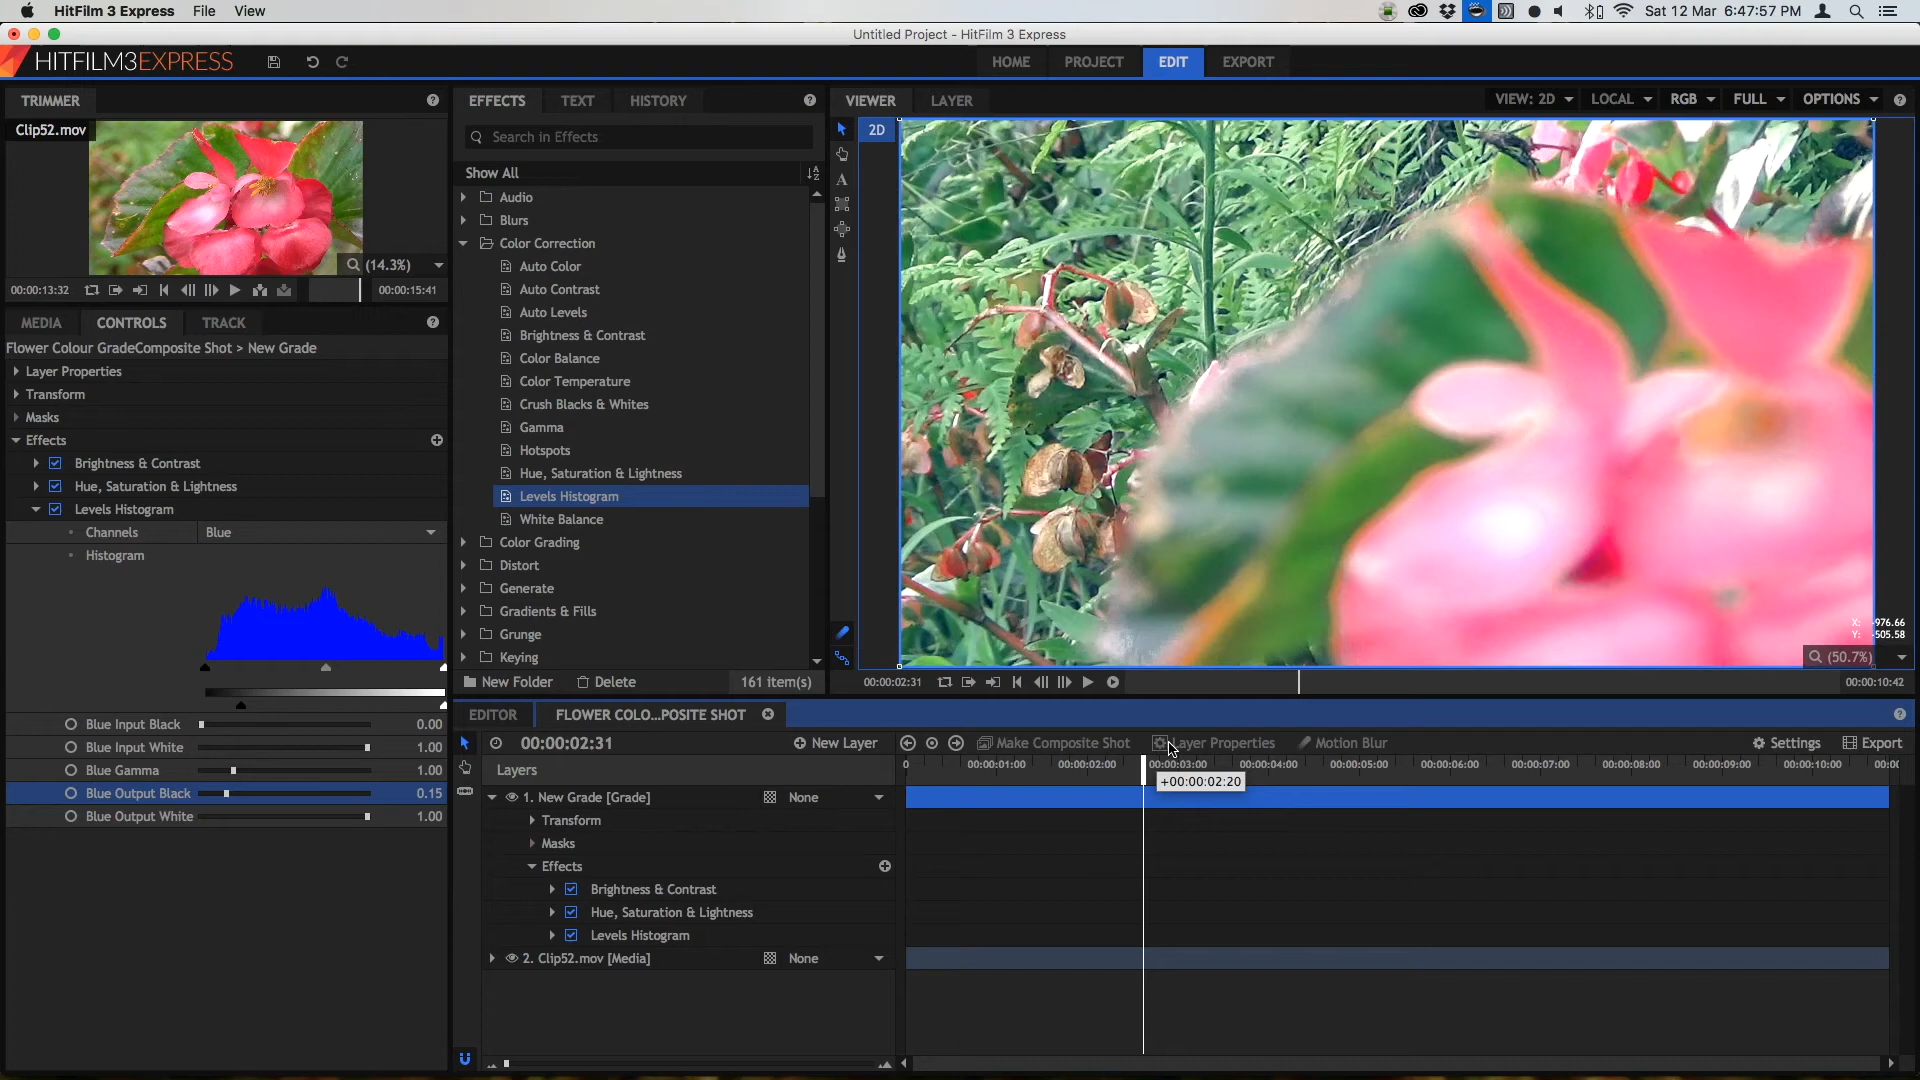 HitFilm 3 Express File View
Sat 12 Mar 6:47:57 PM
Untitled Project - HitFilm 3 Express
HITFILM3EXPRESS
HOME PROJECT EDIT EXPORT
TRIMMER
Clip52.mov
(14.3%)
00:00:13:32 00:00:15:41
MEDIA CONTROLS TRACK
Flower Colour GradeComposite Shot > New Grade
Layer Properties
Transform
Masks
Effects
Brightness & Contrast
Hue, Saturation & Lightness
Levels Histogram
Channels Blue
Histogram
Blue Input Black 0.00
Blue Input White 1.00
Blue Gamma 1.00
Blue Output Black 0.15
Blue Output White 1.00
EFFECTS TEXT HISTORY
Search in Effects
Show All
Audio
Blurs
Color Correction
Auto Color
Auto Contrast
Auto Levels
Brightness & Contrast
Color Balance
Color Temperature
Crush Blacks & Whites
Gamma
Hotspots
Hue, Saturation & Lightness
Levels Histogram
White Balance
Color Grading
Distort
Generate
Gradients & Fills
Grunge
Keying
New Folder Delete 161 item(s)
VIEWER LAYER VIEW: 2D LOCAL RGB FULL OPTIONS
2D
X: -976.66
Y: -505.58
(50.7%)
00:00:02:31 00:00:10:42
EDITOR FLOWER COLO...POSITE SHOT
00:00:02:31 New Layer Make Composite Shot Layer Properties Motion Blur Settings Export
Layers 0 00:00:01:00 00:00:02:00 00:00:03:00 00:00:04:00 00:00:05:00 00:00:06:00 00:00:07:00 00:00:08:00 00:00:09:00 00:00:10:00 00:00
+00:00:02:20
1. New Grade [Grade] None
Transform
Masks
Effects
Brightness & Contrast
Hue, Saturation & Lightness
Levels Histogram
2. Clip52.mov [Media] None